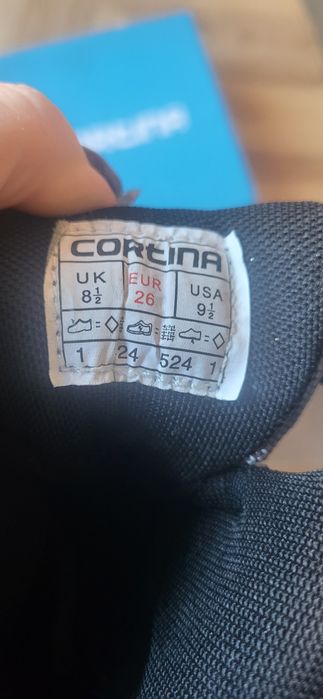 CORTINA
UK EUR USA
8½ 26 9½
= = =
1 24 524 1